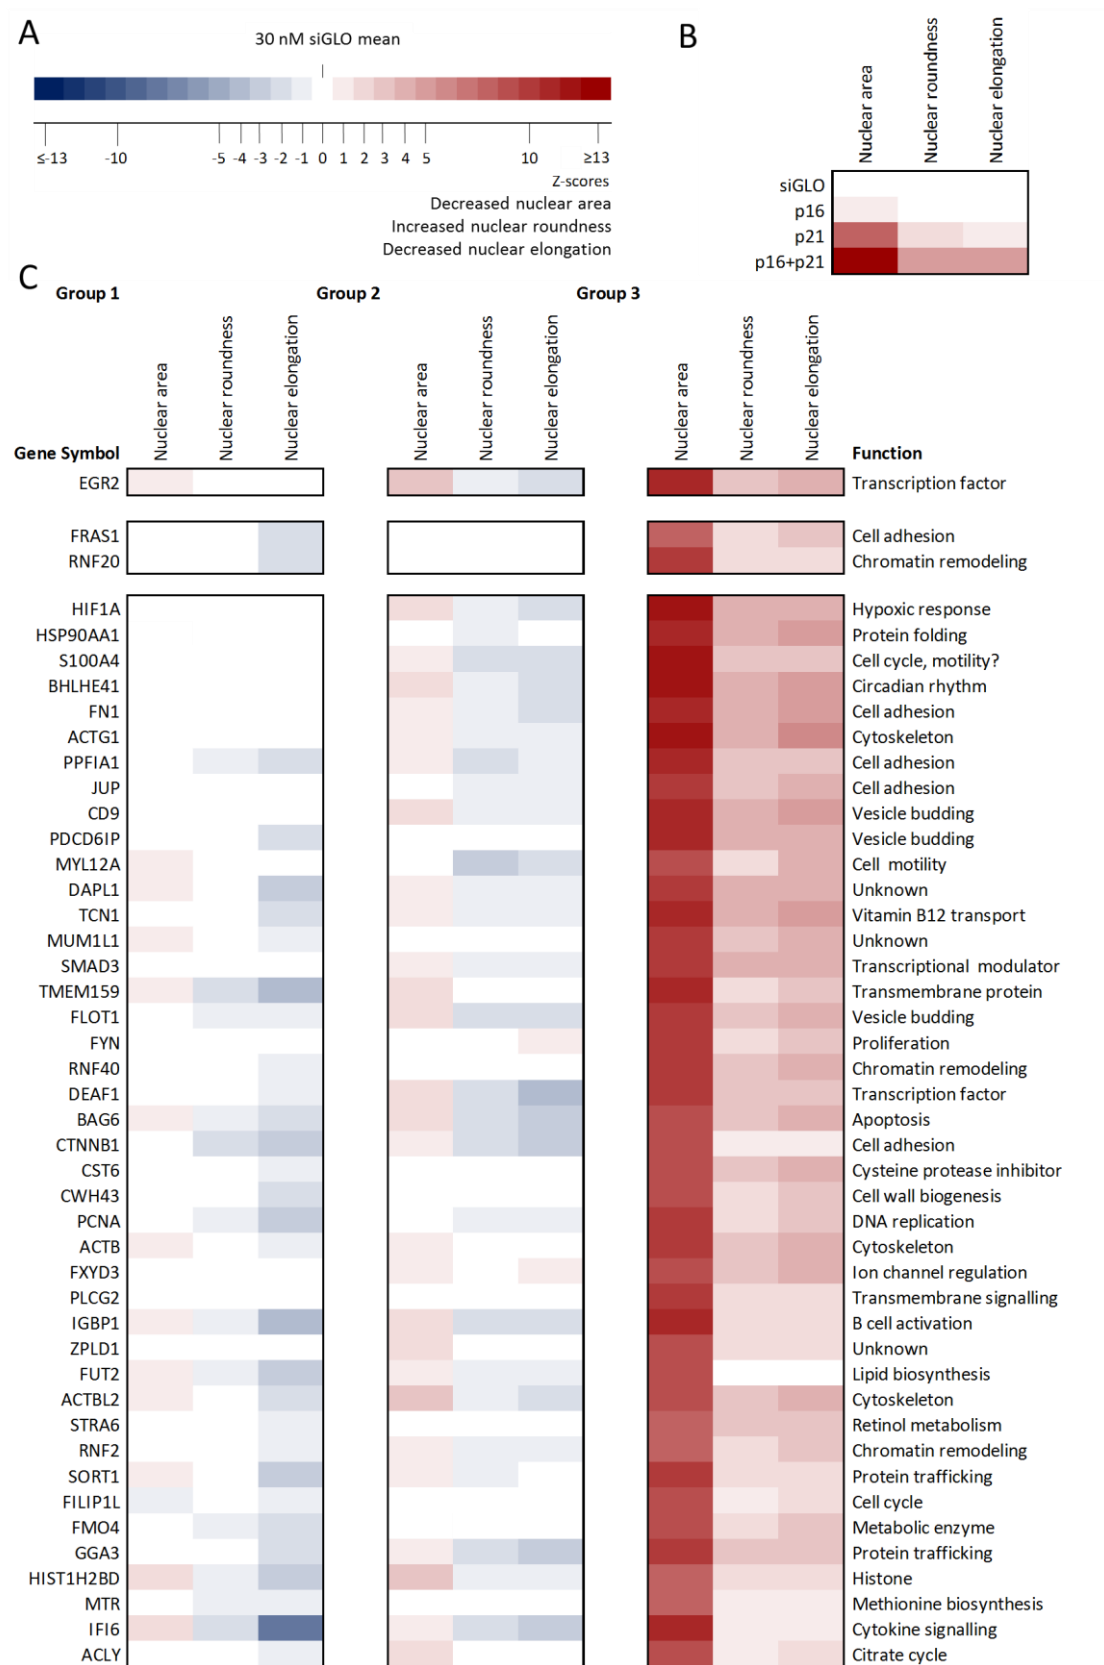 A
30 nM siGLO mean
≤-13 -10 -5 -4 -3 -2 -1 0 1 2 3 4 5 10 ≥13
Z-scores
Decreased nuclear area
Increased nuclear roundness
Decreased nuclear elongation
B
Nuclear area
Nuclear roundness
Nuclear elongation
siGLO
p16
p21
p16+p21
C
Group 1 Group 2 Group 3
Nuclear area
Nuclear roundness
Nuclear elongation
Nuclear area
Nuclear roundness
Nuclear elongation
Nuclear area
Nuclear roundness
Nuclear elongation
Gene Symbol Function
EGR2 Transcription factor
FRAS1 Cell adhesion
RNF20 Chromatin remodeling
HIF1A Hypoxic response
HSP90AA1 Protein folding
S100A4 Cell cycle, motility?
BHLHE41 Circadian rhythm
FN1 Cell adhesion
ACTG1 Cytoskeleton
PPFIA1 Cell adhesion
JUP Cell adhesion
CD9 Vesicle budding
PDCD6IP Vesicle budding
MYL12A Cell motility
DAPL1 Unknown
TCN1 Vitamin B12 transport
MUM1L1 Unknown
SMAD3 Transcriptional modulator
TMEM159 Transmembrane protein
FLOT1 Vesicle budding
FYN Proliferation
RNF40 Chromatin remodeling
DEAF1 Transcription factor
BAG6 Apoptosis
CTNNB1 Cell adhesion
CST6 Cysteine protease inhibitor
CWH43 Cell wall biogenesis
PCNA DNA replication
ACTB Cytoskeleton
FXYD3 Ion channel regulation
PLCG2 Transmembrane signalling
IGBP1 B cell activation
ZPLD1 Unknown
FUT2 Lipid biosynthesis
ACTBL2 Cytoskeleton
STRA6 Retinol metabolism
RNF2 Chromatin remodeling
SORT1 Protein trafficking
FILIP1L Cell cycle
FMO4 Metabolic enzyme
GGA3 Protein trafficking
HIST1H2BD Histone
MTR Methionine biosynthesis
IFI6 Cytokine signalling
ACLY Citrate cycle